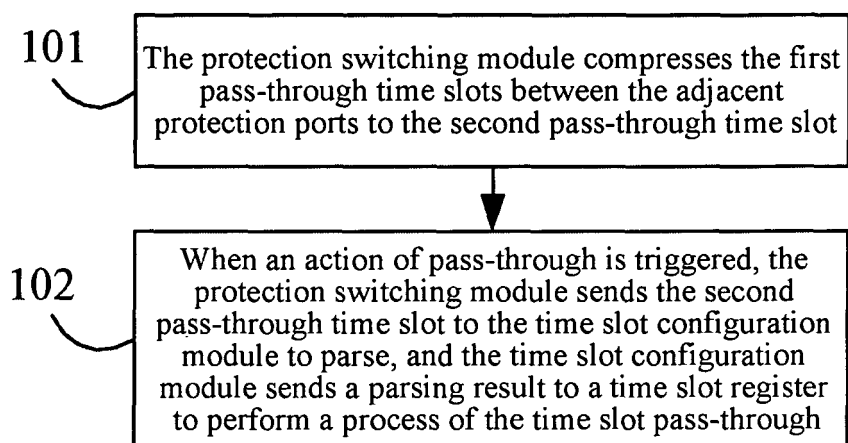 101
The protection switching module compresses the first
pass-through time slots between the adjacent
protection ports to the second pass-through time slot
102
When an action of pass-through is triggered, the
protection switching module sends the second
pass-through time slot to the time slot configuration
module to parse, and the time slot configuration
module sends a parsing result to a time slot register
to perform a process of the time slot pass-through